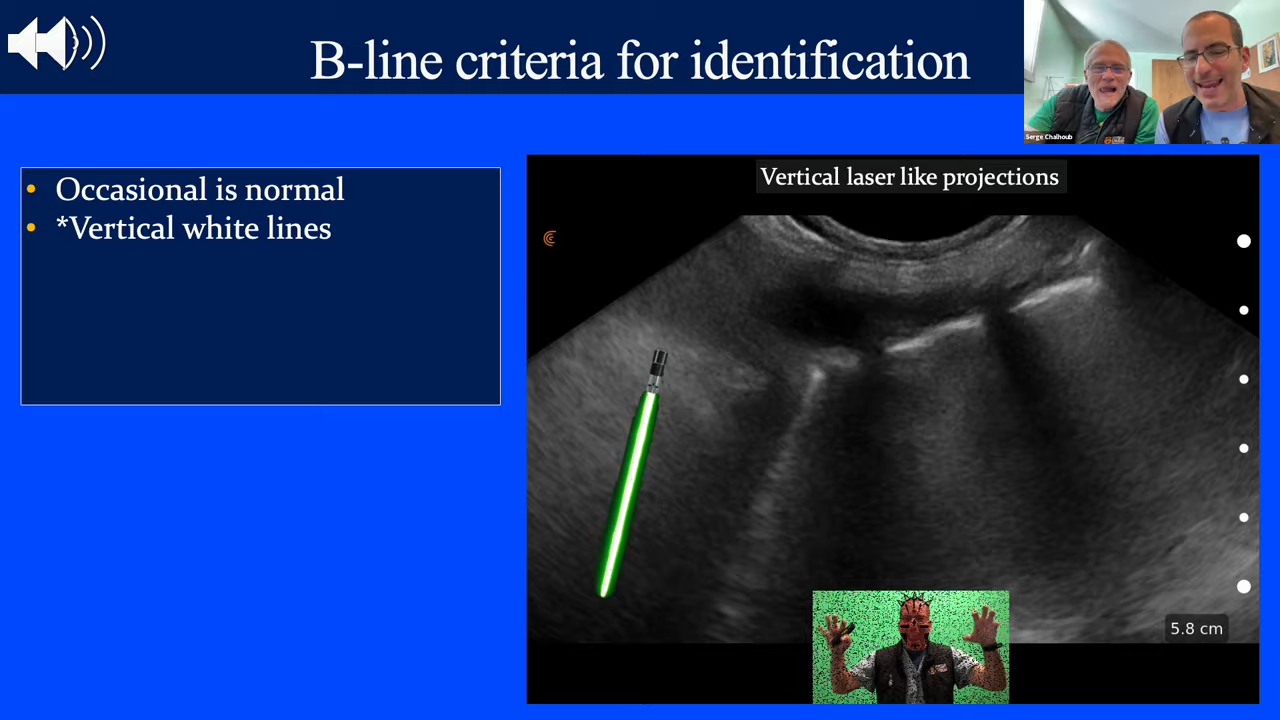 B-line criteria for identification
Serge Chalhoub
• Occasional is normal
• *Vertical white lines
Vertical laser like projections
5.8 cm